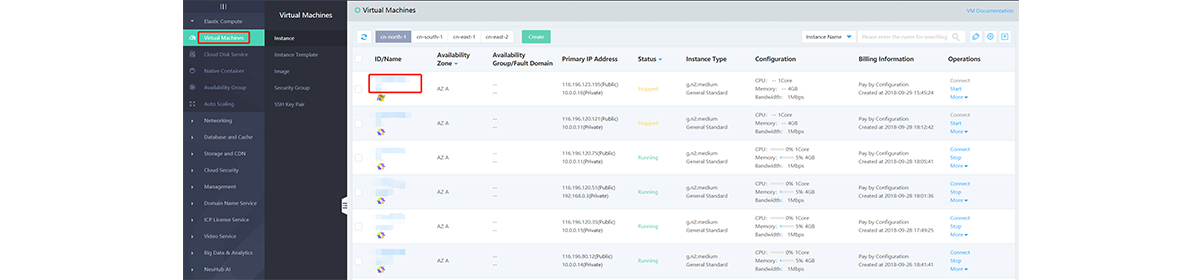 Elastic Compute
Virtual Machines
Cloud Disk Service
Native Container
Availability Group
Auto Scaling
Networking
Database and Cache
Storage and CDN
Cloud Security
Management
Domain Name Service
ICP License Service
Video Service
Big Data & Analytics
NeuHub AI
Virtual Machines
Instance
Instance Template
Image
Security Group
SSH Key Pair
Virtual Machines
VM Documentation
cn-north-1 cn-south-1 cn-east-1 cn-east-2 Create
Instance Name Please enter the name for searching
ID/Name Availability Zone Availability Group/Fault Domain Primary IP Address Status Instance Type Configuration Billing Information Operations
AZ A -- -- 116.196.123.195(Public) 10.0.0.16(Private) Stopped g.n2.medium General Standard CPU: -- 1Core Memory: -- 4GB Bandwidth: 1Mbps Pay by Configuration Created at 2018-09-29 15:45:24 Connect Start More
AZ A -- -- 116.196.120.121(Public) 10.0.0.11(Private) Stopped g.n2.medium General Standard CPU: -- 1Core Memory: -- 4GB Bandwidth: 1Mbps Pay by Configuration Created at 2018-09-28 18:12:42 Connect Start More
AZ A -- -- 116.196.120.75(Public) 10.0.0.11(Private) Running g.n2.medium General Standard CPU: 0% 1Core Memory: 5% 4GB Bandwidth: 1Mbps Pay by Configuration Created at 2018-09-28 18:05:41 Connect Stop More
AZ A -- -- 116.196.120.51(Public) 192.168.0.3(Private) Running g.n2.medium General Standard CPU: 0% 1Core Memory: 5% 4GB Bandwidth: 1Mbps Pay by Configuration Created at 2018-09-28 18:01:36 Connect Stop More
AZ A -- -- 116.196.120.35(Public) 10.0.0.15(Private) Running g.n2.medium General Standard CPU: 0% 1Core Memory: 5% 4GB Bandwidth: 1Mbps Pay by Configuration Created at 2018-09-28 17:49:25 Connect Stop More
AZ A -- -- 116.196.80.12(Public) 10.0.0.14(Private) Running g.n2.medium General Standard CPU: 0% 1Core Memory: 5% 4GB Bandwidth: 1Mbps Pay by Configuration Created at 2018-09-28 18:41:41 Connect Stop More